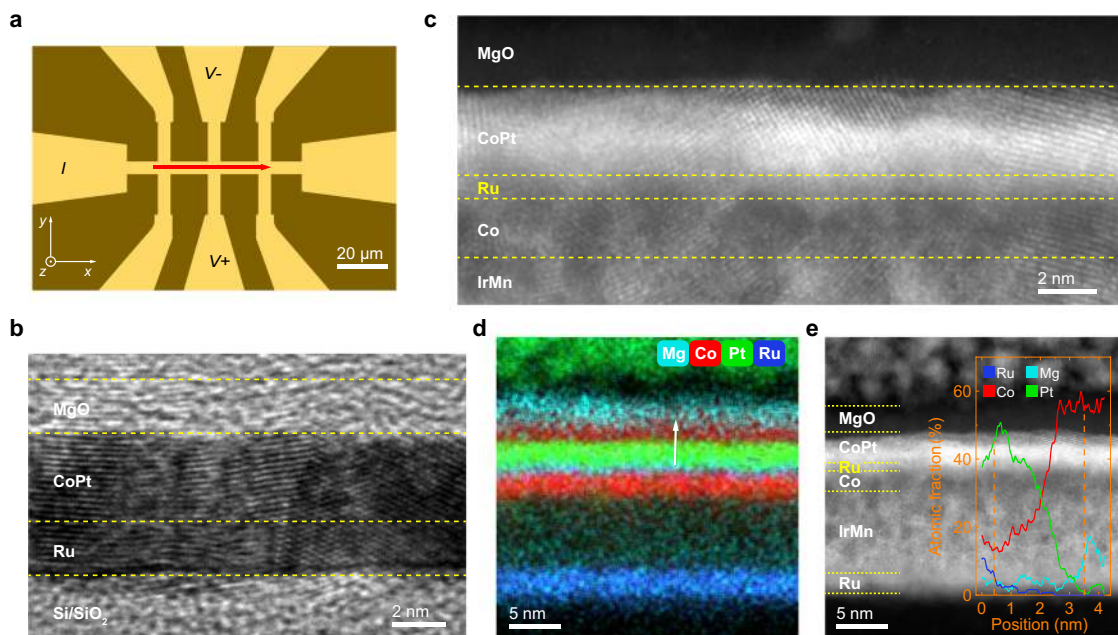 a
V-
I
y
z
x
V+
20 µm
b
MgO
CoPt
Ru
Si/SiO2
2 nm
c
MgO
CoPt
Ru
Co
IrMn
2 nm
d
Mg Co Pt Ru
5 nm
e
MgO
CoPt
Ru
Co
IrMn
Ru
5 nm
Ru Mg
Co Pt
60
40
20
0
Atomic fraction (%)
0 1 2 3 4
Position (nm)